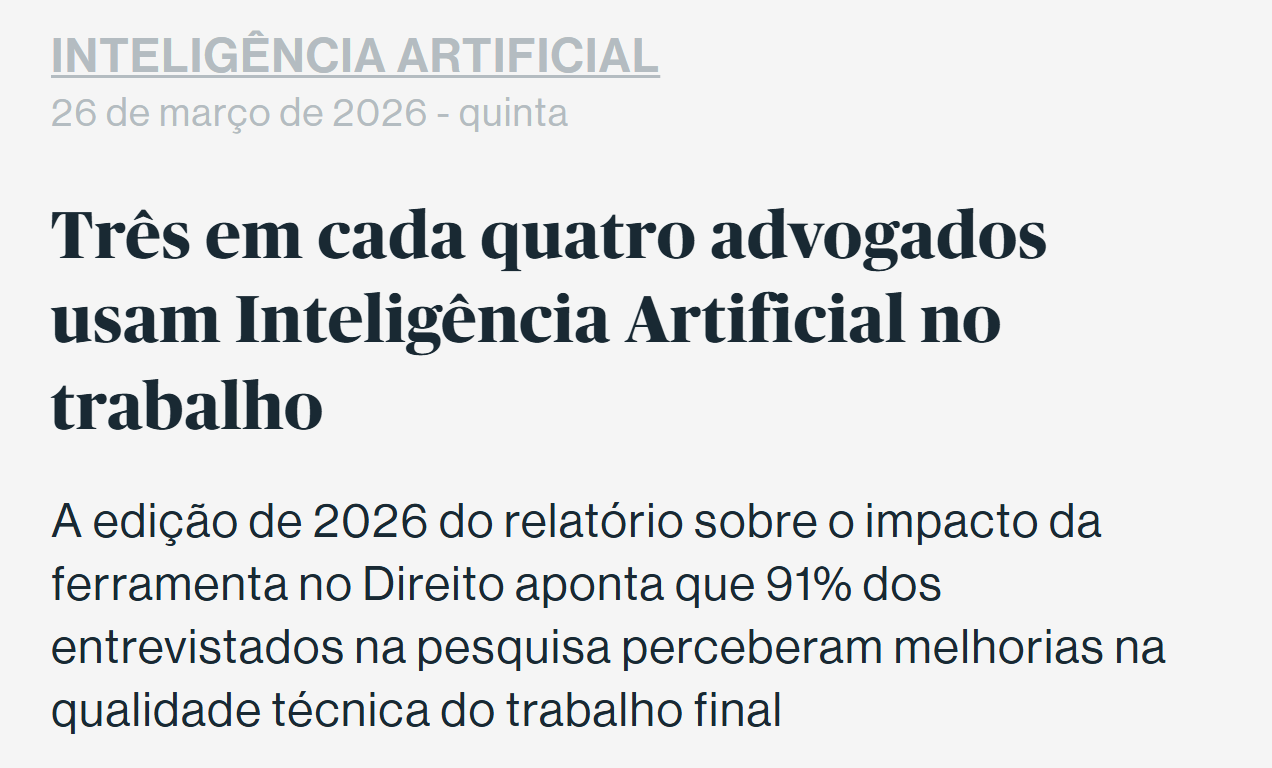 INTELIGÊNCIA ARTIFICIAL
26 de março de 2026 - quinta
Três em cada quatro advogados
usam Inteligência Artificial no
trabalho
A edição de 2026 do relatório sobre o impacto da
ferramenta no Direito aponta que 91% dos
entrevistados na pesquisa perceberam melhorias na
qualidade técnica do trabalho final